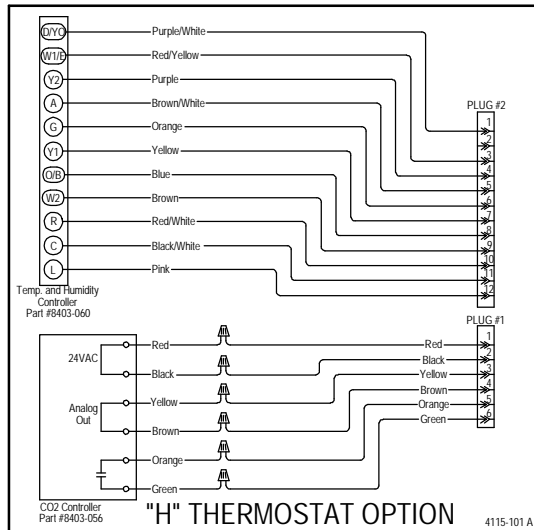 D/YO Purple/White
W1/E Red/Yellow
Y2 Purple
A Brown/White
G Orange
Y1 Yellow
O/B Blue
W2 Brown
R Red/White
C Black/White
L Pink
Temp. and Humidity
Controller
Part #8403-060
PLUG #2
1
2
3
4
5
6
7
8
9
10
11
12
PLUG #1
24VAC
Red Red 1
Black Black 2
Analog
Out
Yellow Yellow 3
Brown Brown 4
Orange Orange 5
Green Green 6
CO2 Controller
Part #8403-056
"H" THERMOSTAT OPTION
4115-101 A